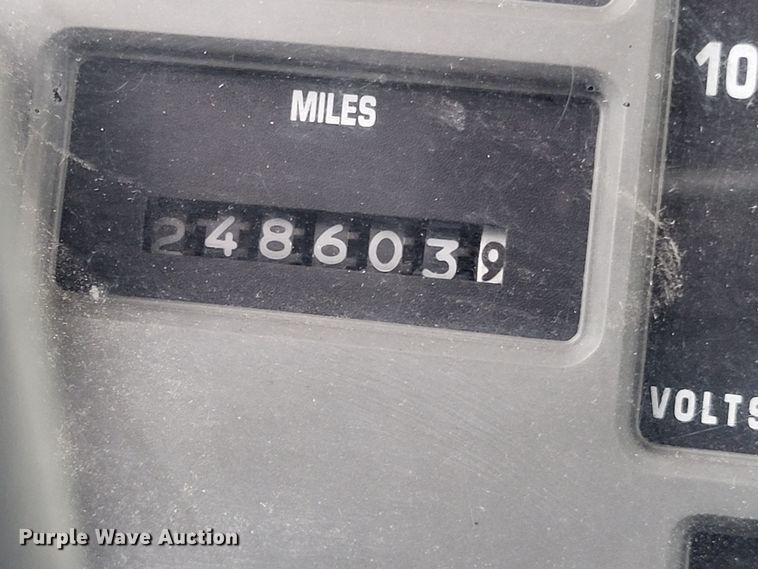 MILES
2486039
10
VOLTS
Purple Wave Auction